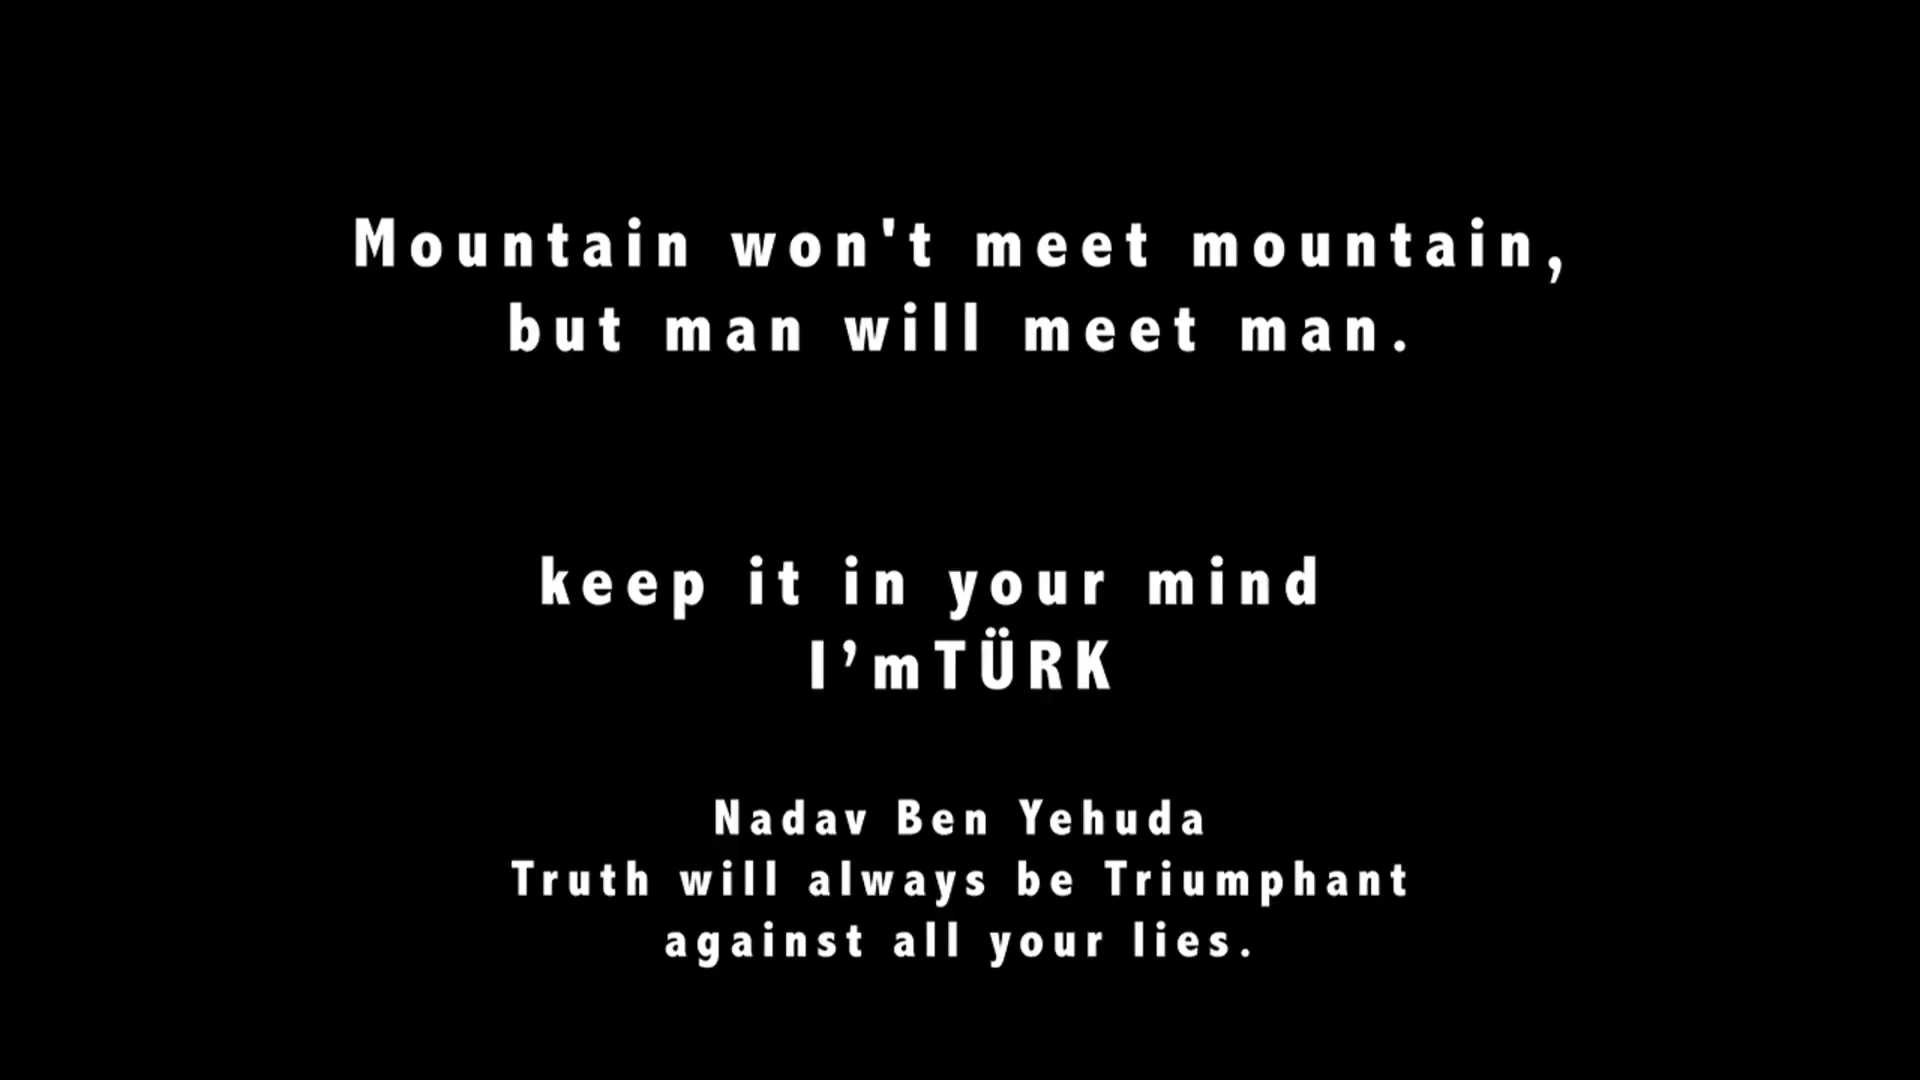 Mountain won't meet mountain,
but man will meet man.
keep it in your mind
I’mTÜRK
Nadav Ben Yehuda
Truth will always be Triumphant
against all your lies.